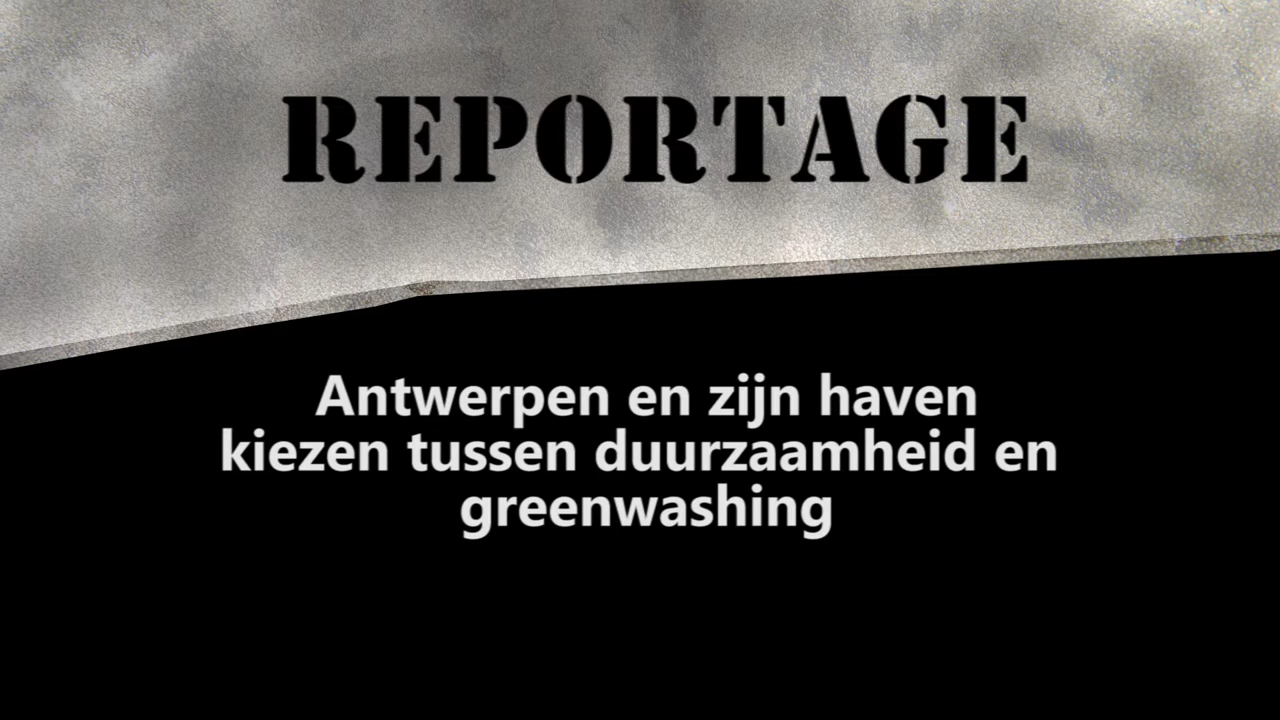 REPORTAGE
Antwerpen en zijn haven
kiezen tussen duurzaamheid en
greenwashing